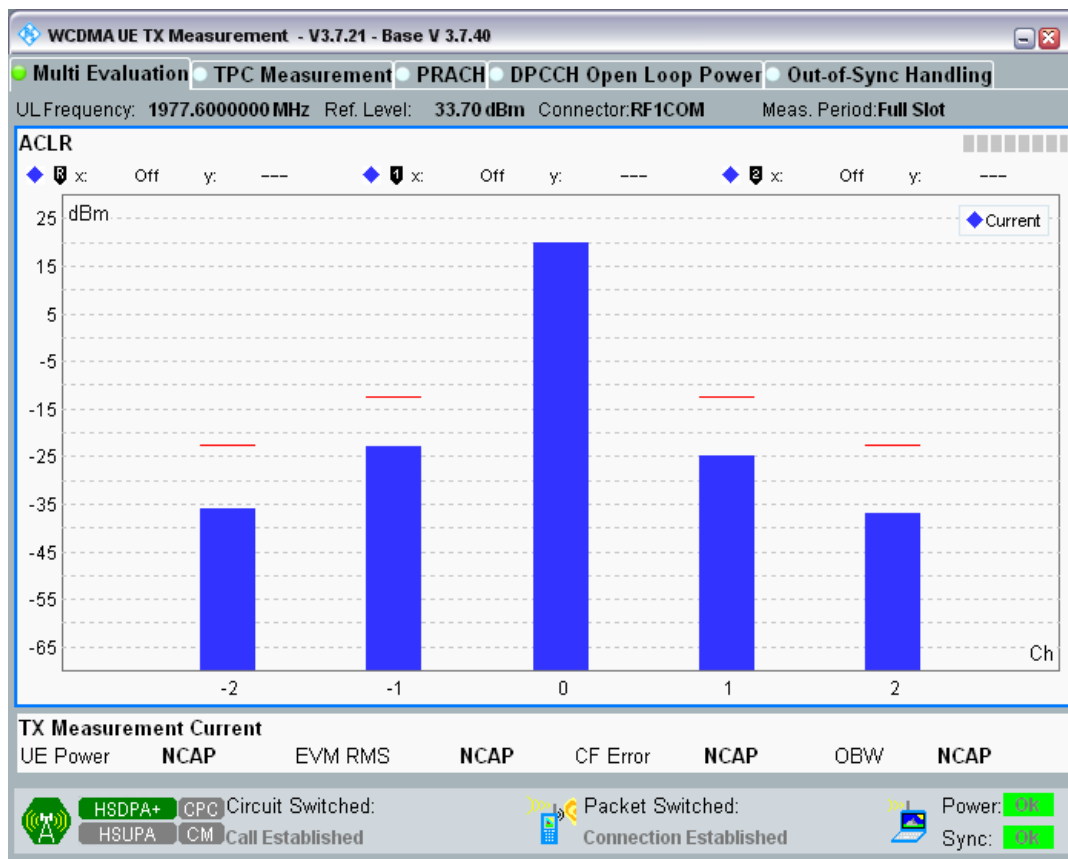 WCDMA UE TX Measurement - V3.7.21 - Base V 3.7.40
Multi Evaluation TPC Measurement PRACH DPCCH Open Loop Power Out-of-Sync Handling
UL Frequency: 1977.6000000 MHz Ref. Level: 33.70 dBm Connector:RF1COM Meas. Period:Full Slot
ACLR
R x: Off y: --- 1 x: Off y: --- 2 x: Off y: ---
dBm
Current
25
15
5
-5
-15
-25
-35
-45
-55
-65
Ch
-2 -1 0 1 2
TX Measurement Current
UE Power NCAP EVM RMS NCAP CF Error NCAP OBW NCAP
HSDPA+ CPC Circuit Switched: Packet Switched: Power: OK
HSUPA CM Call Established Connection Established Sync: OK